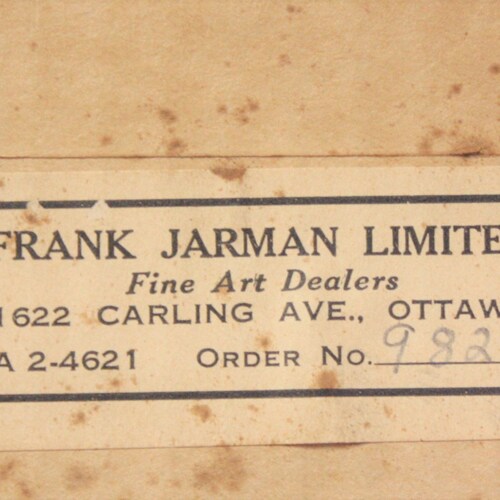 FRANK JARMAN LIMITE
Fine Art Dealers
1622 CARLING AVE., OTTAW
A 2-4621 ORDER NO. 982